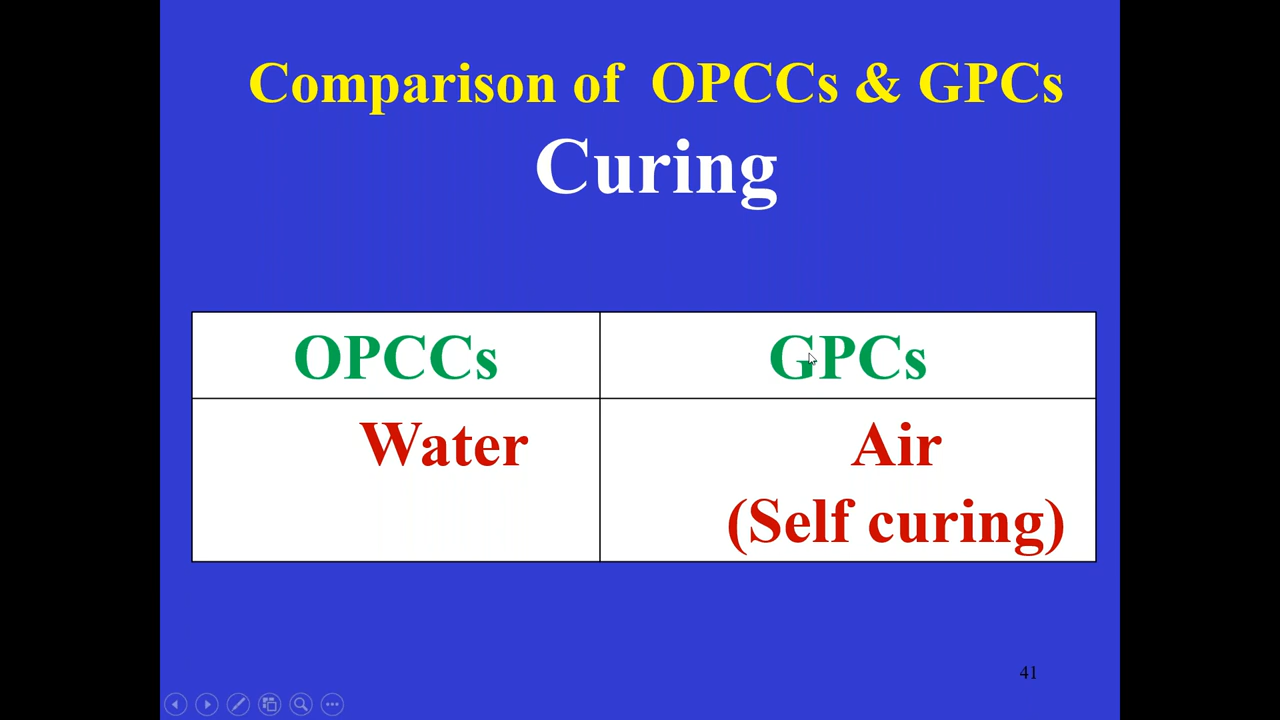 Comparison of OPCCs & GPCs
Curing
OPCCs GPCs
Water Air
(Self curing)
41